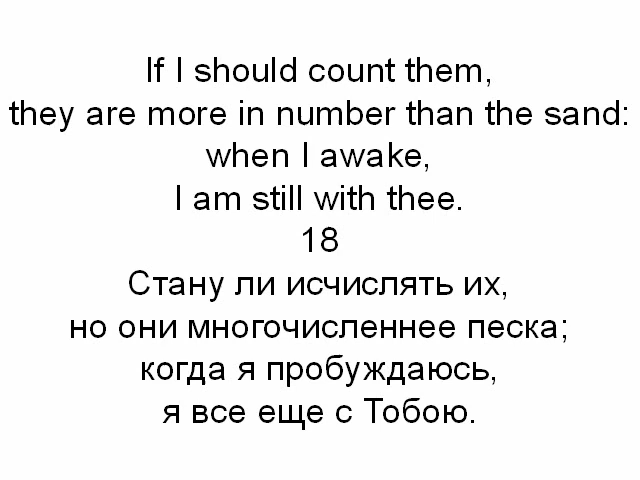 If I should count them,
they are more in number than the sand:
when I awake,
I am still with thee.
18
Стану ли исчислять их,
но они многочисленнее песка;
когда я пробуждаюсь,
я все еще с Тобою.